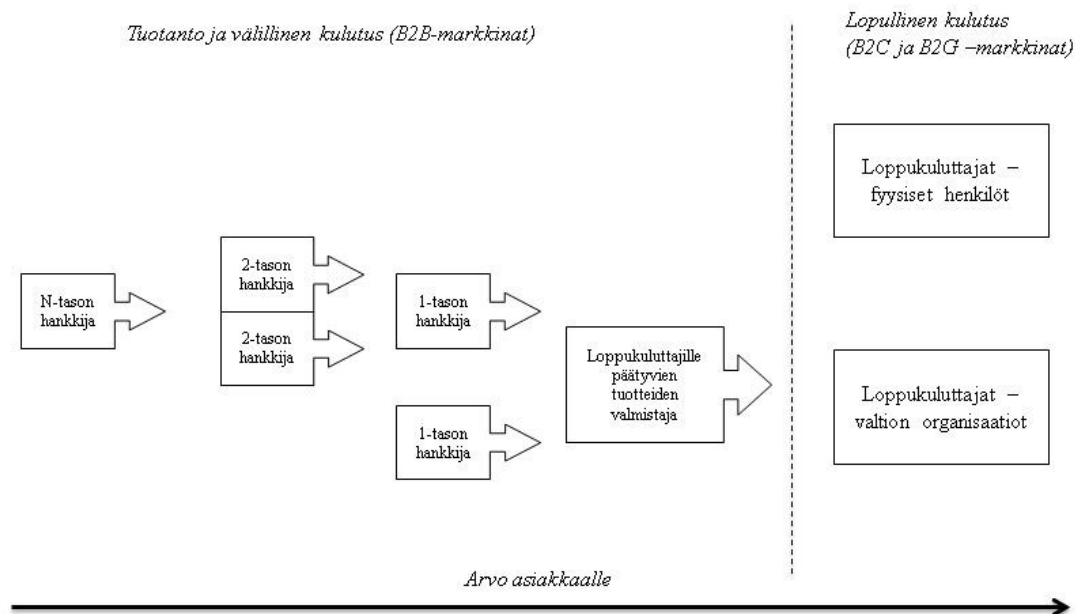 Tuotanto ja välillinen kulutus (B2B-markkinat)
Lopullinen kulutus
(B2C ja B2G –markkinat)
N-tason
hankkija
2-tason
hankkija
2-tason
hankkija
1-tason
hankkija
1-tason
hankkija
Loppukuluttajille
päätyvien
tuotteiden
valmistaja
Loppukuluttajat –
fyysiset henkilöt
Loppukuluttajat –
valtion organisaatiot
Arvo asiakkaalle